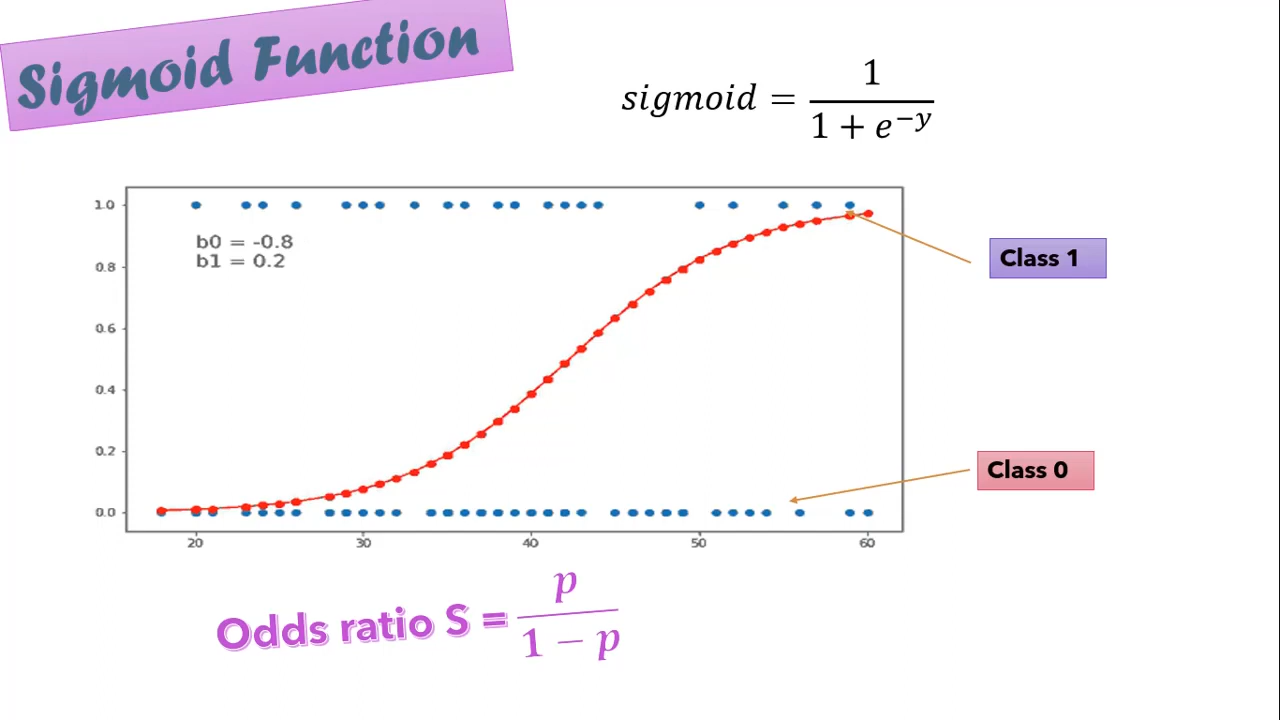 Sigmoid Function
sigmoid = 1 / (1 + e^{-y})
1.0
b0 = -0.8
b1 = 0.2
0.8
0.6
0.4
0.2
0.0
20 30 40 50 60
Class 1
Class 0
Odds ratio S = p / (1 − p)